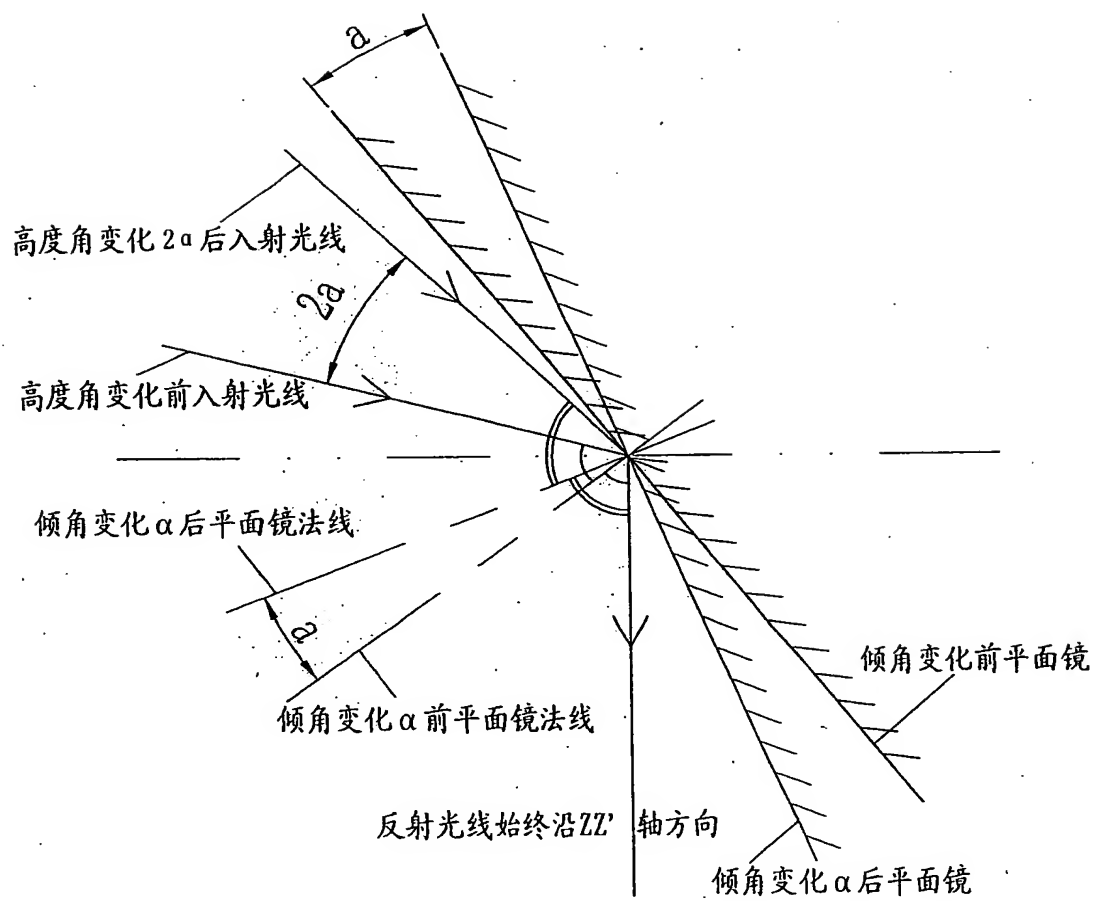 a
高度角变化2α后入射光线
2a
高度角变化前入射光线
倾角变化α后平面镜法线
a
倾角变化α前平面镜法线
倾角变化前平面镜
反射光线始终沿ZZ'轴方向
倾角变化α后平面镜